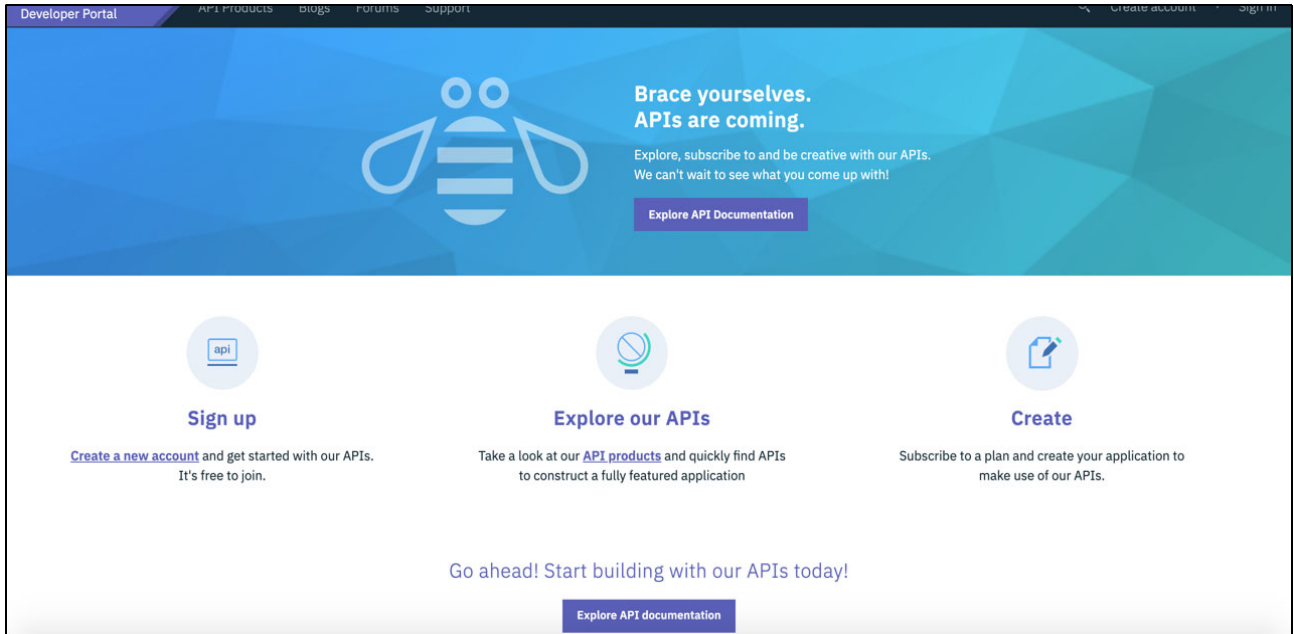 Developer Portal
API Products Blogs Forums Support Create account Sign in
Brace yourselves.
APIs are coming.
Explore, subscribe to and be creative with our APIs.
We can't wait to see what you come up with!
Explore API Documentation
api
Sign up
Create a new account and get started with our APIs.
It's free to join.
Explore our APIs
Take a look at our API products and quickly find APIs
to construct a fully featured application
Create
Subscribe to a plan and create your application to
make use of our APIs.
Go ahead! Start building with our APIs today!
Explore API documentation